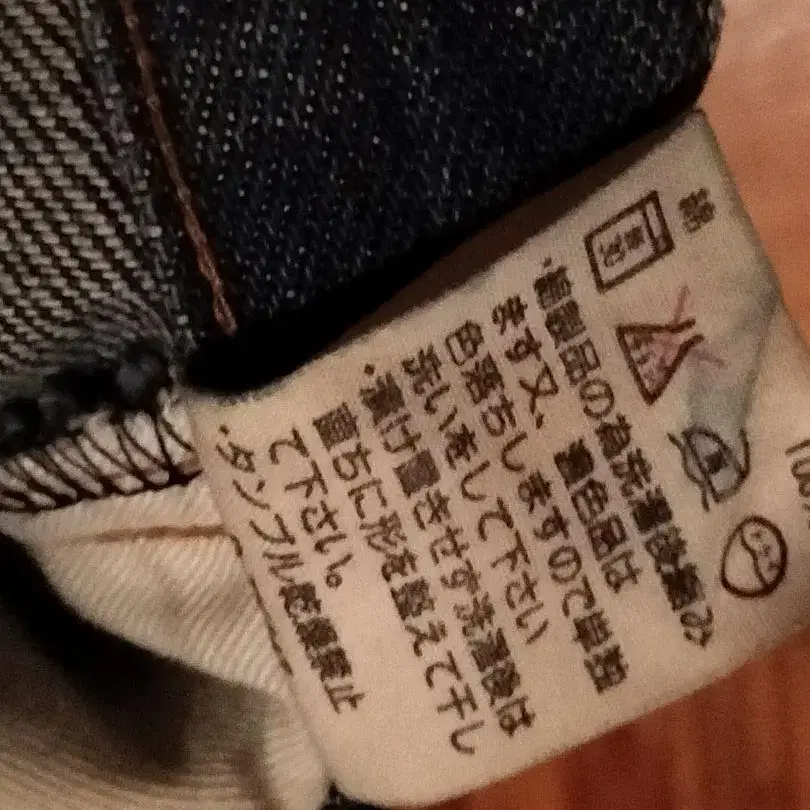 綿 100
・綿製品の為洗濯後縮み
ます又、濃色品は
色落ちしますので単独
洗いをして下さい
・漬け置きせず洗濯後は
直ちに形を整えて干し
て下さい。
・タンブル乾燥禁止